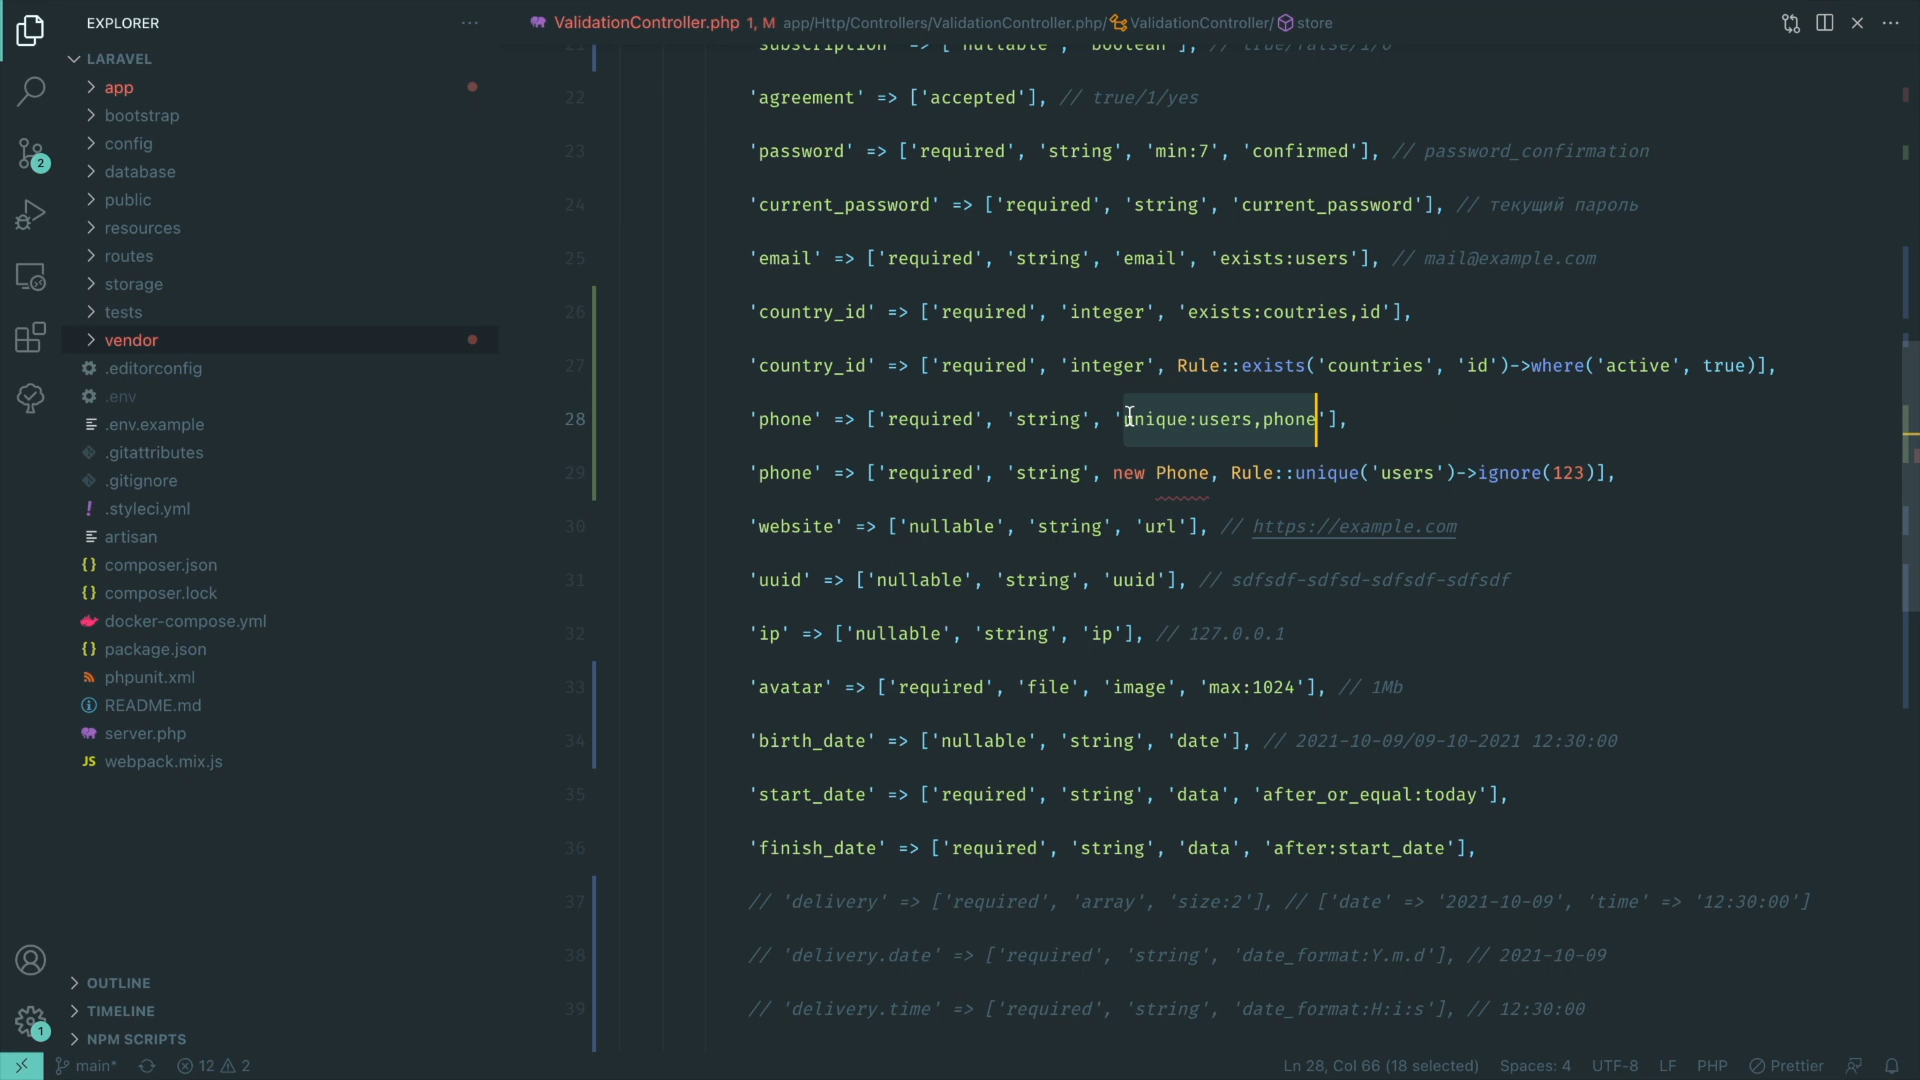 EXPLORER
ValidationController.php 1, M app/Http/Controllers/ValidationController.php/ ValidationController/ store
LARAVEL
app
bootstrap
config
database
public
resources
routes
storage
tests
vendor
.editorconfig
.env
.env.example
.gitattributes
.gitignore
.styleci.yml
artisan
composer.json
composer.lock
docker-compose.yml
package.json
phpunit.xml
README.md
server.php
webpack.mix.js
OUTLINE
TIMELINE
NPM SCRIPTS
2
1
21 'subscription' => ['nullable', 'boolean'], // true/false/1/0
22 'agreement' => ['accepted'], // true/1/yes
23 'password' => ['required', 'string', 'min:7', 'confirmed'], // password_confirmation
24 'current_password' => ['required', 'string', 'current_password'], // текущий пароль
25 'email' => ['required', 'string', 'email', 'exists:users'], // mail@example.com
26 'country_id' => ['required', 'integer', 'exists:coutries,id'],
27 'country_id' => ['required', 'integer', Rule::exists('countries', 'id')->where('active', true)],
28 'phone' => ['required', 'string', 'unique:users,phone'],
29 'phone' => ['required', 'string', new Phone, Rule::unique('users')->ignore(123)],
30 'website' => ['nullable', 'string', 'url'], // https://example.com
31 'uuid' => ['nullable', 'string', 'uuid'], // sdfsdf-sdfsd-sdfsdf-sdfsdf
32 'ip' => ['nullable', 'string', 'ip'], // 127.0.0.1
33 'avatar' => ['required', 'file', 'image', 'max:1024'], // 1Mb
34 'birth_date' => ['nullable', 'string', 'date'], // 2021-10-09/09-10-2021 12:30:00
35 'start_date' => ['required', 'string', 'data', 'after_or_equal:today'],
36 'finish_date' => ['required', 'string', 'data', 'after:start_date'],
37 // 'delivery' => ['required', 'array', 'size:2'], // ['date' => '2021-10-09', 'time' => '12:30:00']
38 // 'delivery.date' => ['required', 'string', 'date_format:Y.m.d'], // 2021-10-09
39 // 'delivery.time' => ['required', 'string', 'date_format:H:i:s'], // 12:30:00
main* 12 2 Ln 28, Col 66 (18 selected) Spaces: 4 UTF-8 LF PHP Prettier